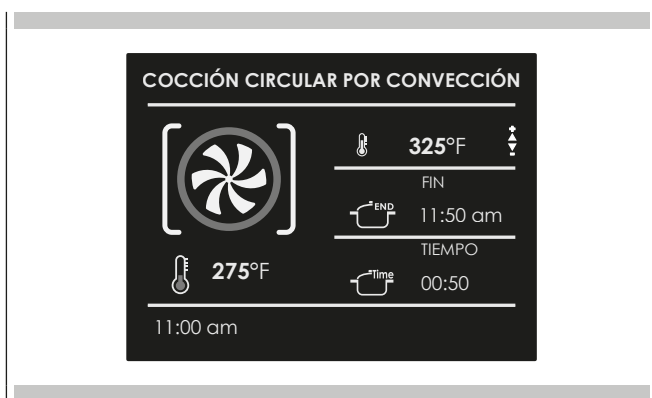 COCCIÓN CIRCULAR POR CONVECCIÓN
325°F
FIN
END
11:50 am
TIEMPO
275°F
Time
00:50
11:00 am